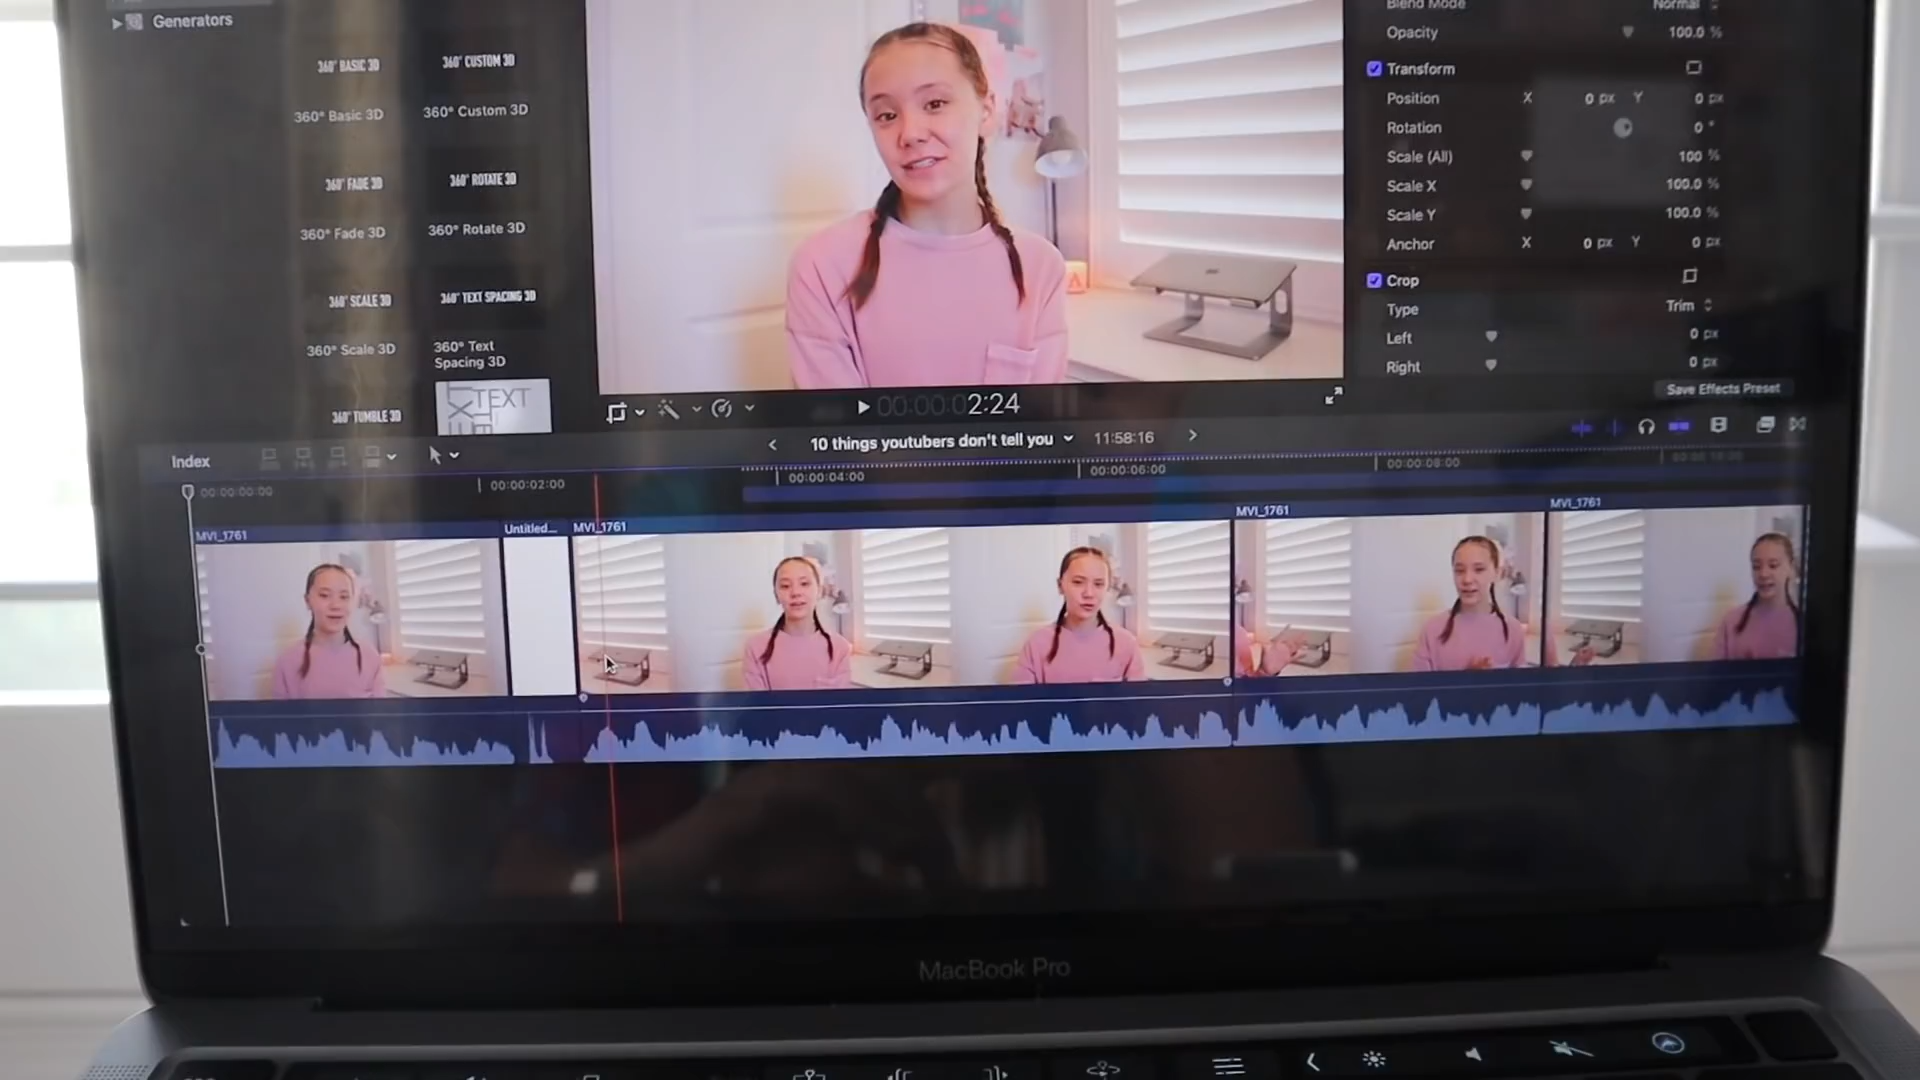 Generators
360° BASIC 3D
360° CUSTOM 3D
360° Basic 3D
360° Custom 3D
360° FADE 3D
360° ROTATE 3D
360° Fade 3D
360° Rotate 3D
360° SCALE 3D
360° TEXT SPACING 3D
360° Scale 3D
360° Text
Spacing 3D
360° TUMBLE 3D
TEXT
Blend Mode Normal
Opacity 100.0 %
Transform
Position X 0 px Y 0 px
Rotation 0 °
Scale (All) 100 %
Scale X 100.0 %
Scale Y 100.0 %
Anchor X 0 px Y 0 px
Crop
Type Trim
Left 0 px
Right 0 px
Save Effects Preset
00:00:02:24
Index
10 things youtubers don't tell you
11:58:16
00:00:00:00
00:00:02:00
00:00:04:00
00:00:06:00
00:00:08:00
MVI_1761
Untitled...
MVI_1761
MVI_1761
MVI_1761
MacBook Pro